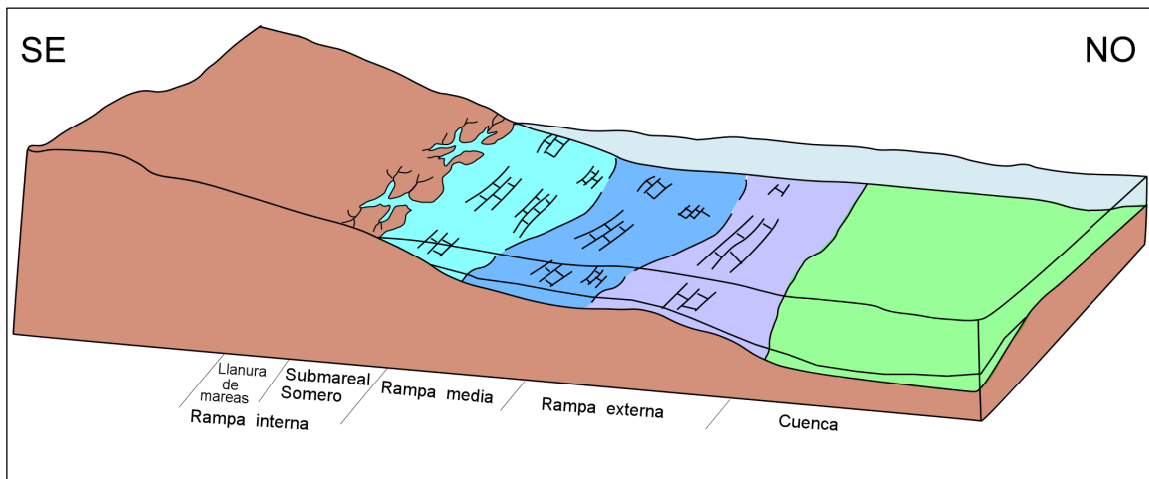 SE
NO
Llanura
de
mareas
Submareal
Somero
Rampa interna
Rampa media
Rampa externa
Cuenca